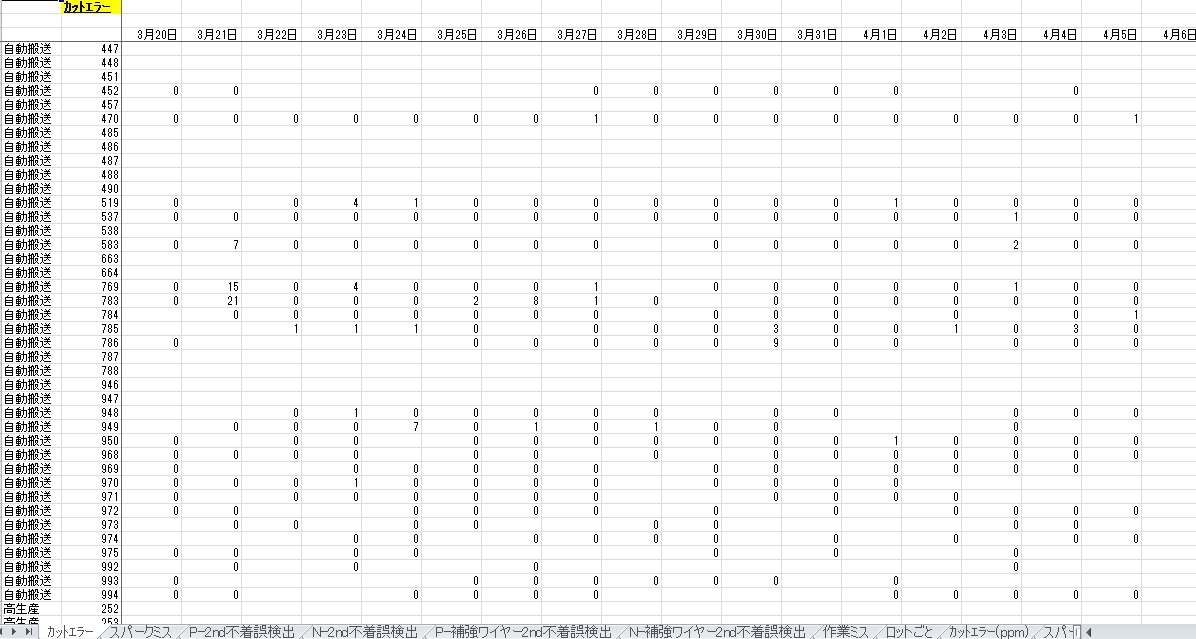 カットエラー
3月20日 3月21日 3月22日 3月23日 3月24日 3月25日 3月26日 3月27日 3月28日 3月29日 3月30日 3月31日 4月1日 4月2日 4月3日 4月4日 4月5日 4月6日
自動搬送 447
自動搬送 448
自動搬送 451
自動搬送 452 0 0 0 0 0 0 0 0 0
自動搬送 457
自動搬送 470 0 0 0 0 0 0 0 1 0 0 0 0 0 0 0 0 1
自動搬送 485
自動搬送 486
自動搬送 487
自動搬送 488
自動搬送 490
自動搬送 519 0 0 4 1 0 0 0 0 0 0 0 1 0 0 0 0
自動搬送 537 0 0 0 0 0 0 0 0 0 0 0 0 0 0 1 0 0
自動搬送 538
自動搬送 583 0 7 0 0 0 0 0 0 0 0 0 0 0 2 0 0
自動搬送 663
自動搬送 664
自動搬送 769 0 15 0 4 0 0 0 1 0 0 0 0 0 1 0 0
自動搬送 783 0 21 0 0 0 2 8 1 0 0 0 0 0 0 0 0
自動搬送 784 0 0 0 0 0 0 0 0 0 0 0 0 0 1
自動搬送 785 1 1 1 0 0 0 0 3 0 0 1 0 3 0
自動搬送 786 0 0 0 0 0 0 9 0 0 0 0 0
自動搬送 787
自動搬送 788
自動搬送 946
自動搬送 947
自動搬送 948 0 1 0 0 0 0 0 0 0 0 0 0
自動搬送 949 0 0 0 7 0 1 0 1 0 0 0
自動搬送 950 0 0 0 0 0 0 0 0 0 0 1 0 0 0 0
自動搬送 968 0 0 0 0 0 0 0 0 0 0 0 0 0 0 0
自動搬送 969 0 0 0 0 0 0 0 0 0 0 0 0
自動搬送 970 0 0 0 1 0 0 0 0 0 0 0 0
自動搬送 971 0 0 0 0 0 0 0 0 0 0 0
自動搬送 972 0 0 0 0 0 0 0 0 0 0 0
自動搬送 973 0 0 0 0 0 0 0 0
自動搬送 974 0 0 0 0 0 0 0 0 0 0 0
自動搬送 975 0 0 0 0 0 0 0
自動搬送 992 0 0 0 0
自動搬送 993 0 0 0 0 0 0 0 0
自動搬送 994 0 0 0 0 0 0 0 0 0 0 0 0
高生産 252
高生産 253
カットエラー スパークミス P-2nd不着誤検出 N-2nd不着誤検出 P-補強ワイヤー2nd不着誤検出 N-補強ワイヤー2nd不着誤検出 作業ミス ロットごと カットエラー(ppm) スパー